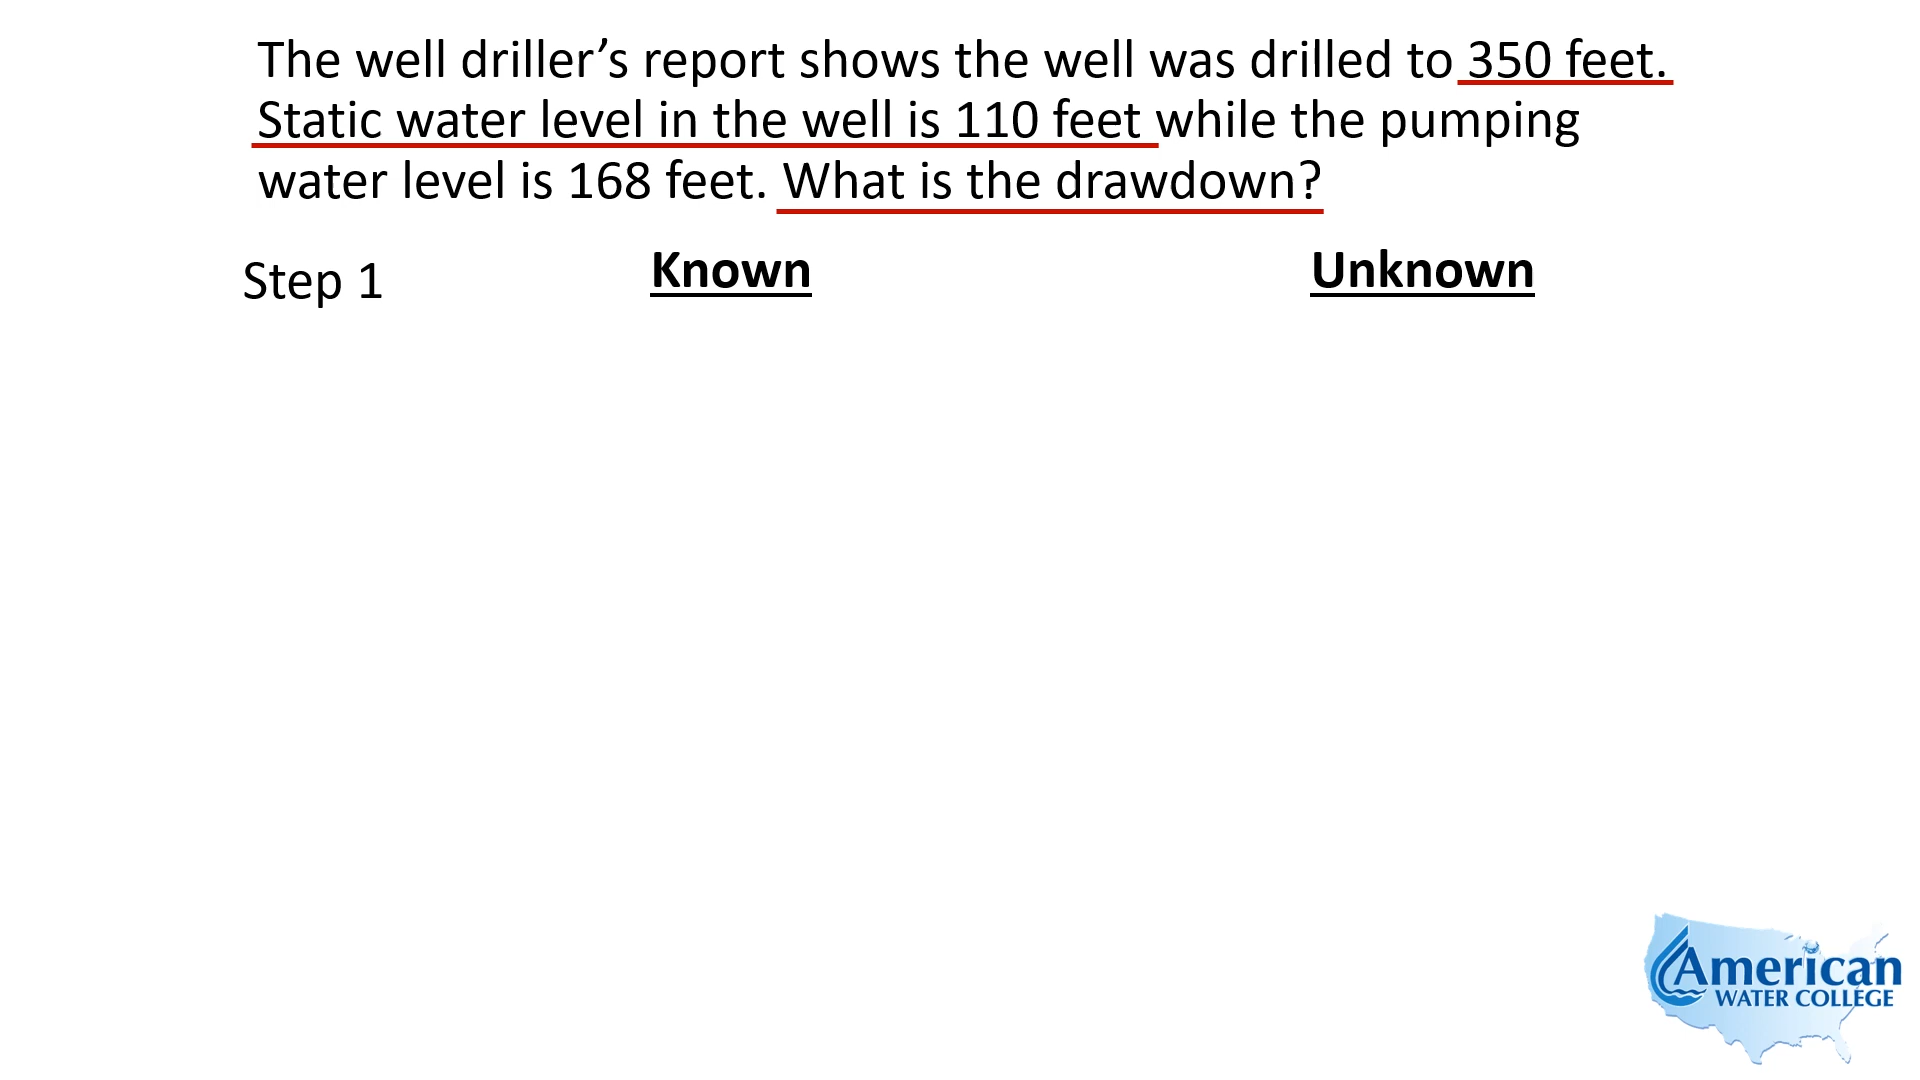 The well driller’s report shows the well was drilled to 350 feet.
Static water level in the well is 110 feet while the pumping
water level is 168 feet. What is the drawdown?
Step 1
Known
Unknown
American
WATER COLLEGE